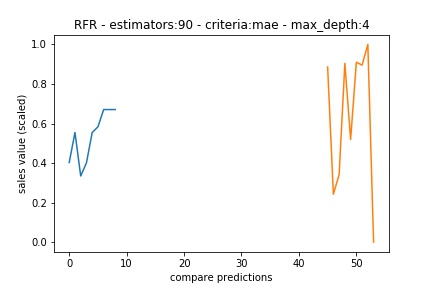 RFR - estimators:90 - criteria:mae - max_depth:4
1.0
0.8
0.6
0.4
0.2
0.0
sales value (scaled)
0 10 20 30 40 50
compare predictions